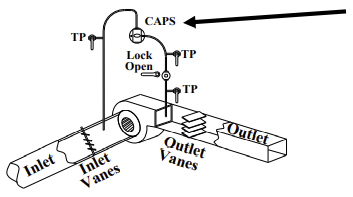 CAPS
TP
Lock
Open
TP
TP
Inlet
Inlet
Vanes
Outlet
Vanes
Outlet